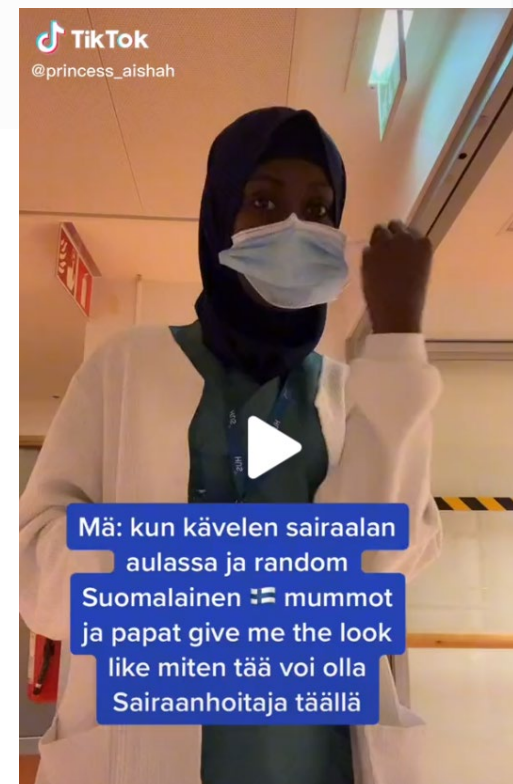 TikTok
@princess_aishah
Mä: kun kävelen sairaalan
aulassa ja random
Suomalainen 🇫🇮 mummot
ja papat give me the look
like miten tää voi olla
Sairaanhoitaja täällä